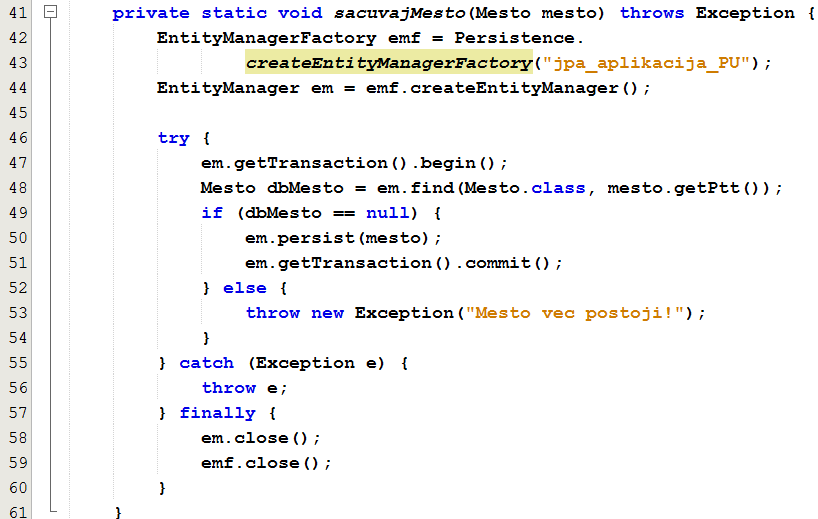 41 private static void sacuvajMesto(Mesto mesto) throws Exception {
42 EntityManagerFactory emf = Persistence.
43 createEntityManagerFactory("jpa_aplikacija_PU");
44 EntityManager em = emf.createEntityManager();
45
46 try {
47 em.getTransaction().begin();
48 Mesto dbMesto = em.find(Mesto.class, mesto.getPtt());
49 if (dbMesto == null) {
50 em.persist(mesto);
51 em.getTransaction().commit();
52 } else {
53 throw new Exception("Mesto vec postoji!");
54 }
55 } catch (Exception e) {
56 throw e;
57 } finally {
58 em.close();
59 emf.close();
60 }
61 }